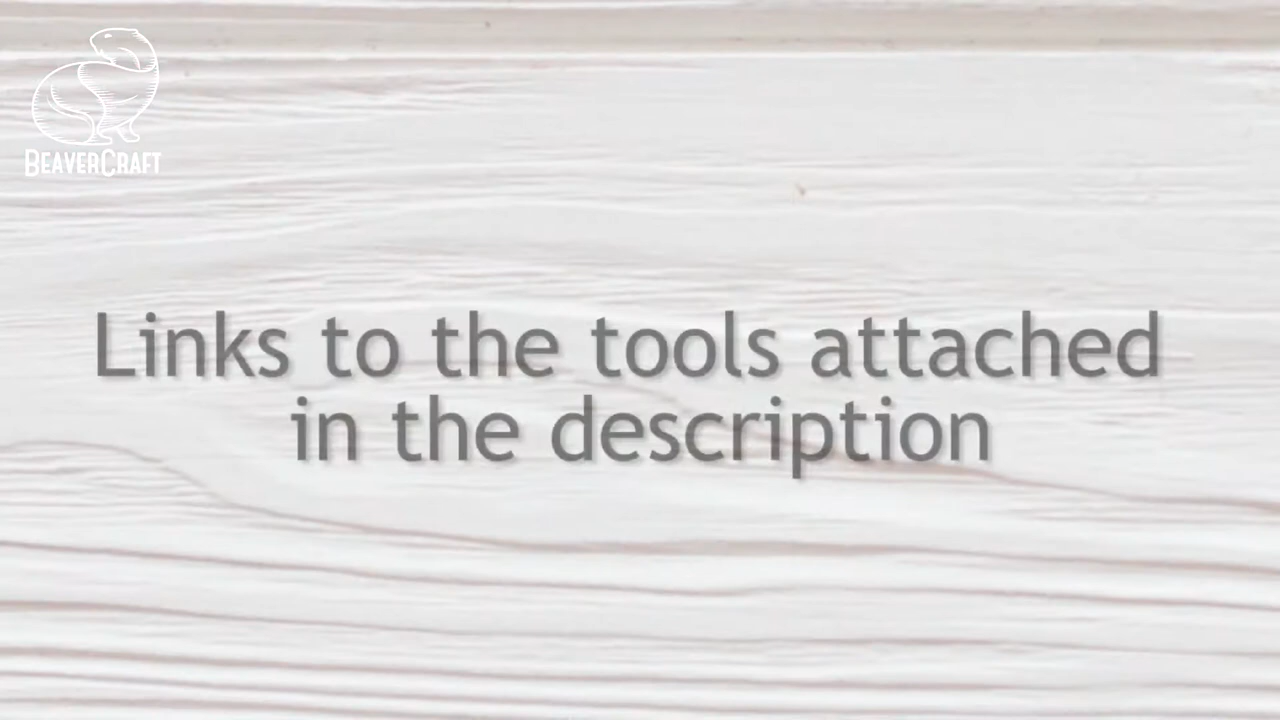 BEAVERCRAFT
Links to the tools attached
in the description